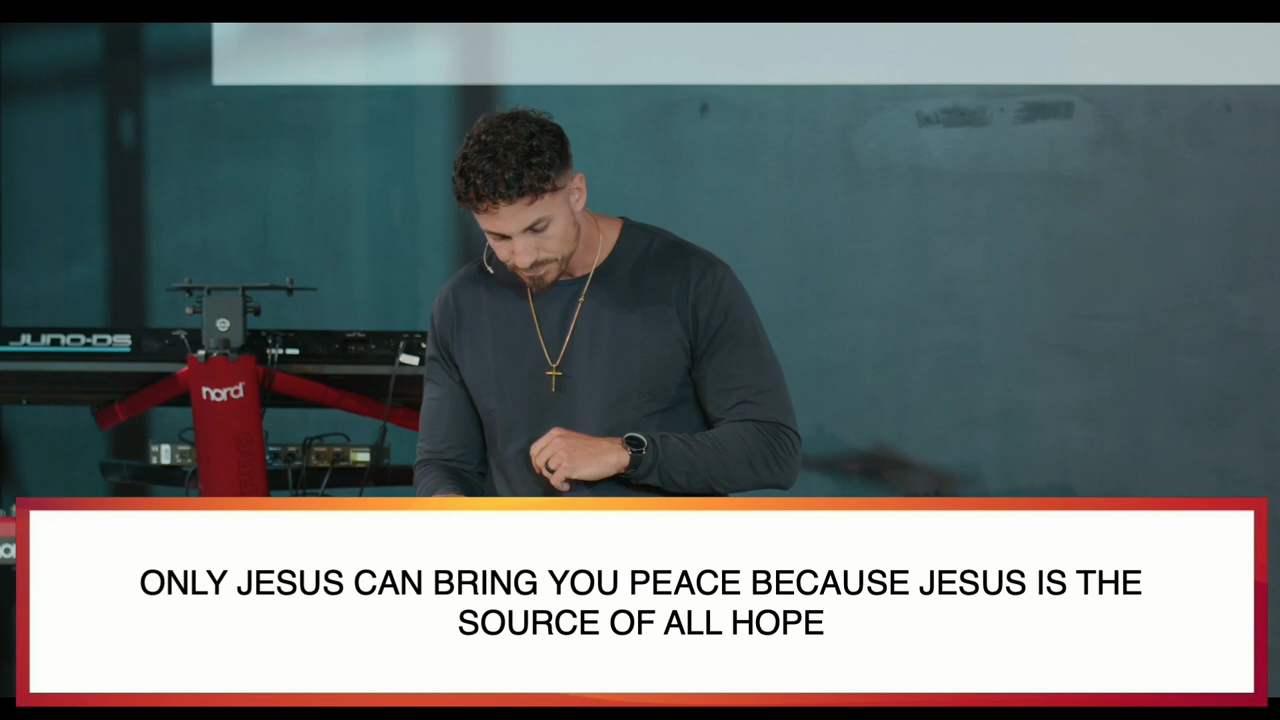 JUNO-DS
nord
ONLY JESUS CAN BRING YOU PEACE BECAUSE JESUS IS THE
SOURCE OF ALL HOPE